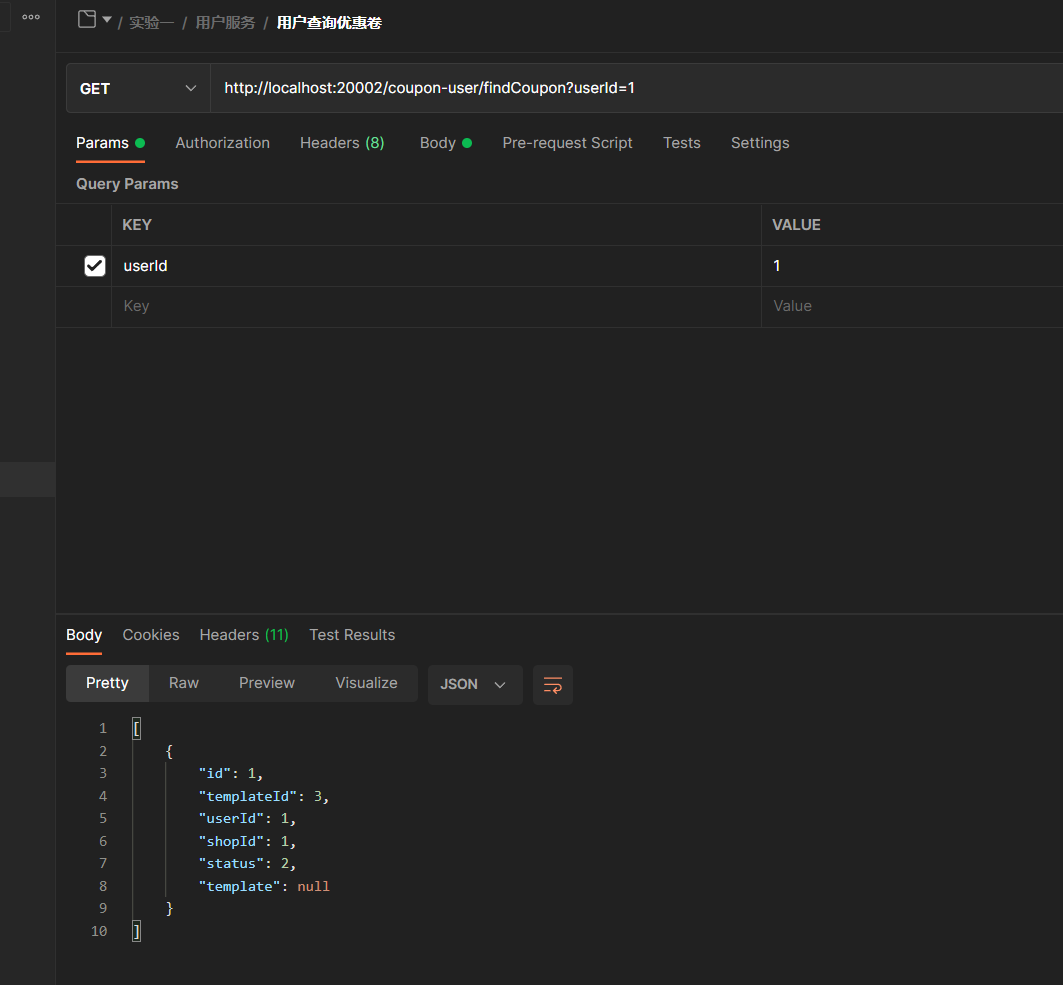 / 实验一 / 用户服务 / 用户查询优惠卷
GET http://localhost:20002/coupon-user/findCoupon?userId=1
Params Authorization Headers (8) Body Pre-request Script Tests Settings
Query Params
KEY VALUE
userId 1
Key Value
Body Cookies Headers (11) Test Results
Pretty Raw Preview Visualize JSON
1 [
2 {
3 "id": 1,
4 "templateId": 3,
5 "userId": 1,
6 "shopId": 1,
7 "status": 2,
8 "template": null
9 }
10 ]